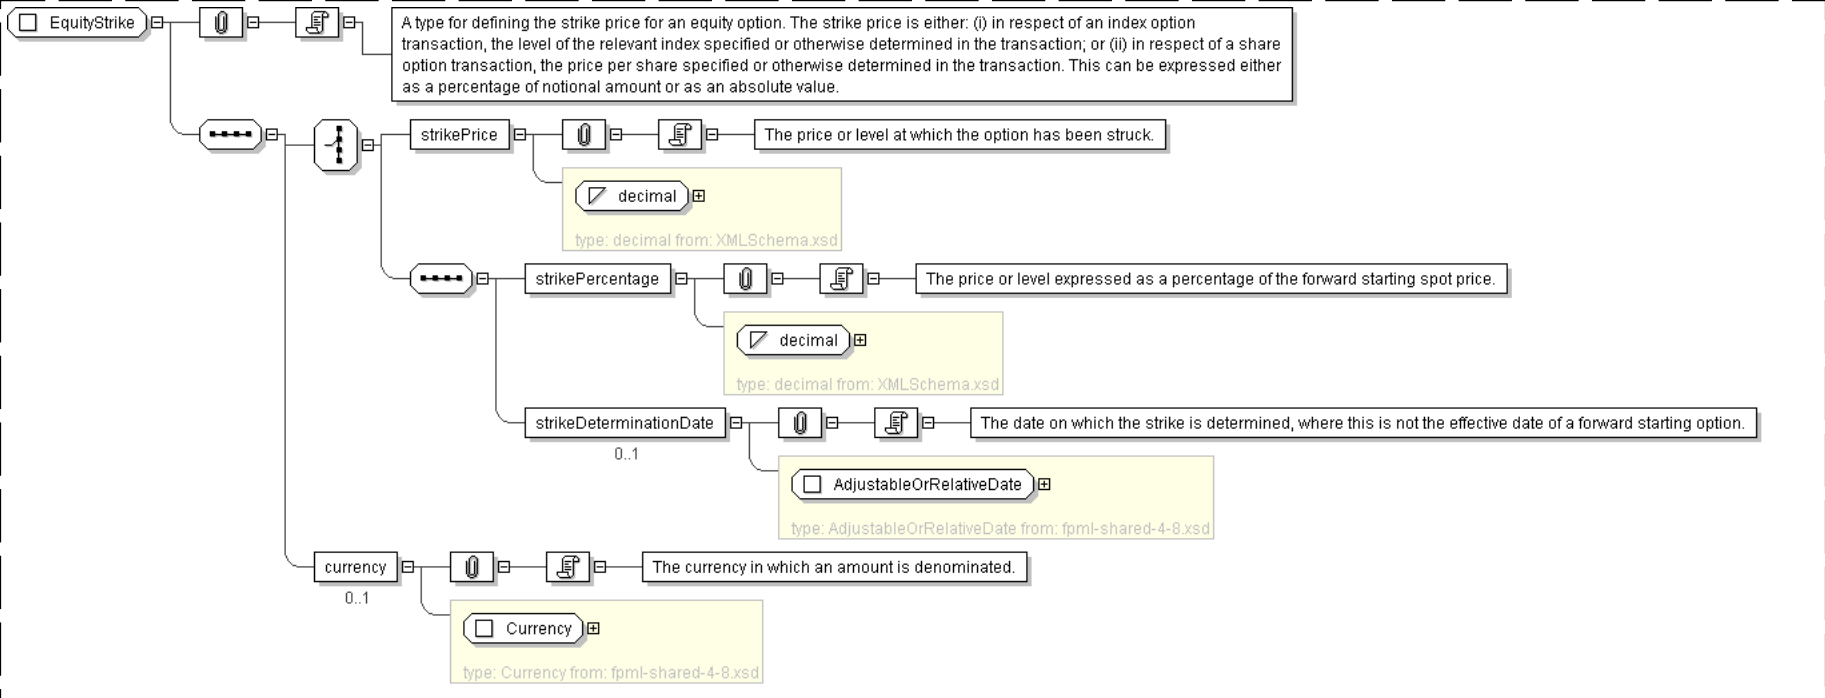 EquityStrike
A type for defining the strike price for an equity option. The strike price is either: (i) in respect of an index option
transaction, the level of the relevant index specified or otherwise determined in the transaction; or (ii) in respect of a share
option transaction, the price per share specified or otherwise determined in the transaction. This can be expressed either
as a percentage of notional amount or as an absolute value.
strikePrice
The price or level at which the option has been struck.
decimal
type: decimal from: XMLSchema.xsd
strikePercentage
The price or level expressed as a percentage of the forward starting spot price.
decimal
type: decimal from: XMLSchema.xsd
strikeDeterminationDate
The date on which the strike is determined, where this is not the effective date of a forward starting option.
0..1
AdjustableOrRelativeDate
type: AdjustableOrRelativeDate from: fpml-shared-4-8.xsd
currency
The currency in which an amount is denominated.
0..1
Currency
type: Currency from: fpml-shared-4-8.xsd